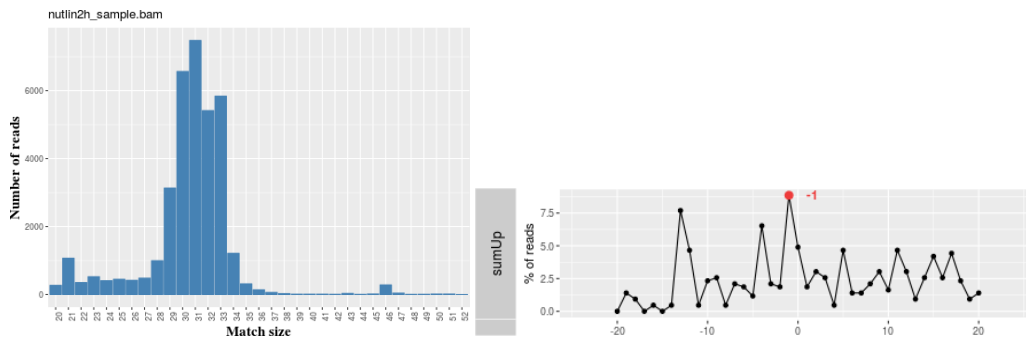 nutlin2h_sample.bam
Number of reads
6000
4000
2000
0
20 21 22 23 24 25 26 27 28 29 30 31 32 33 34 35 36 37 38 39 40 41 42 43 44 45 46 47 48 49 50 51 52
Match size
sumUp
% of reads
7.5
5.0
2.5
0.0
-1
-20 -10 0 10 20